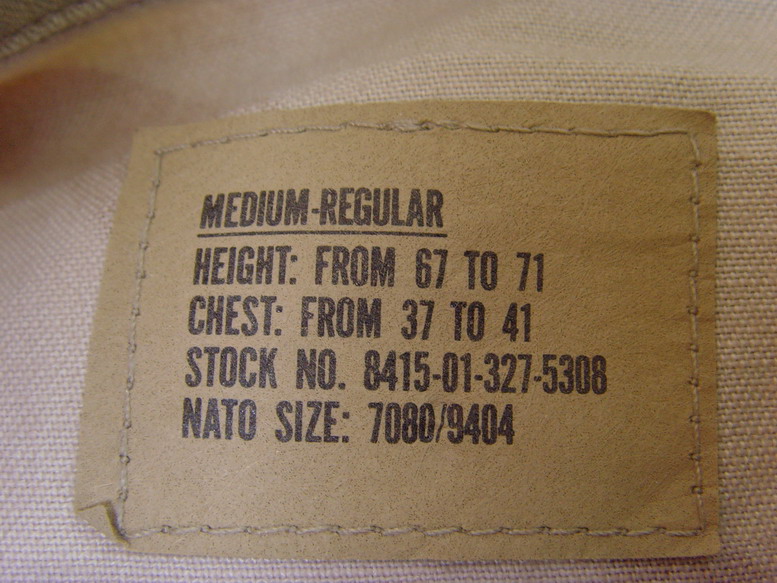 MEDIUM-REGULAR
HEIGHT: FROM 67 TO 71
CHEST: FROM 37 TO 41
STOCK NO. 8415-01-327-5308
NATO SIZE: 7080/9404